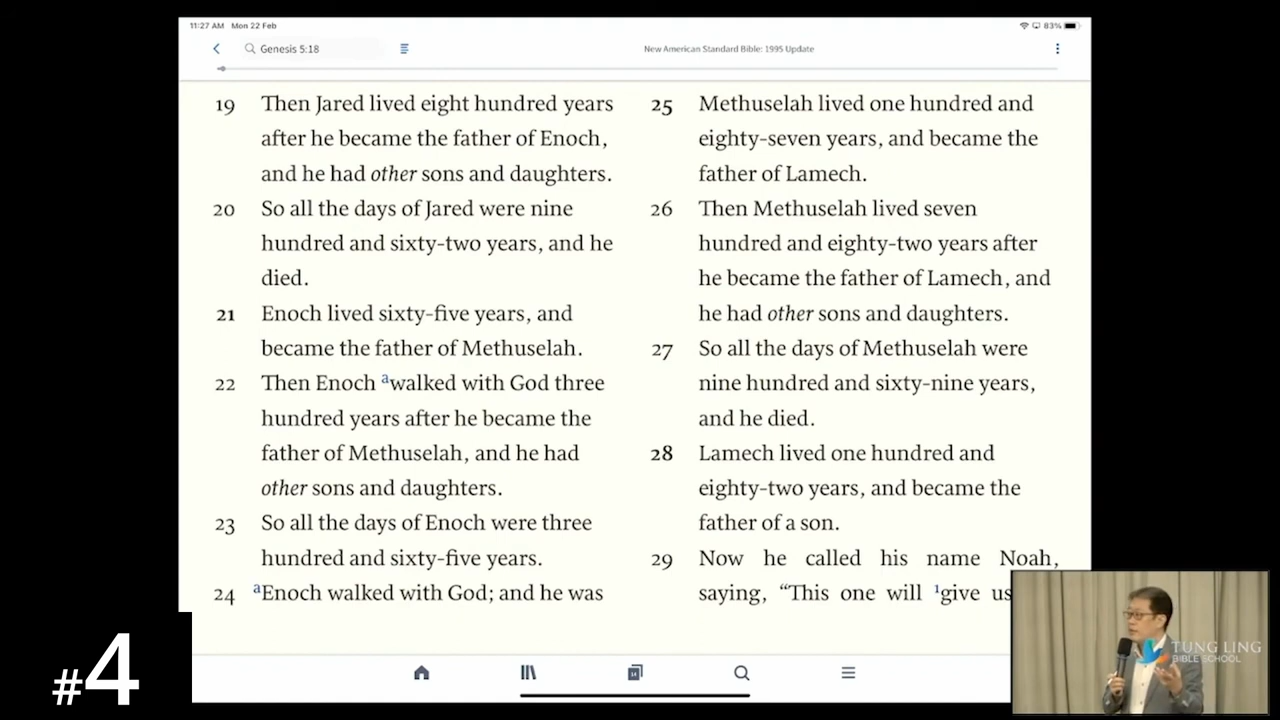 11:27 AM Mon 22 Feb
83%
Genesis 5:18
New American Standard Bible: 1995 Update
19 Then Jared lived eight hundred years
after he became the father of Enoch,
and he had other sons and daughters.
20 So all the days of Jared were nine
hundred and sixty-two years, and he
died.
21 Enoch lived sixty-five years, and
became the father of Methuselah.
22 Then Enoch ᵃwalked with God three
hundred years after he became the
father of Methuselah, and he had
other sons and daughters.
23 So all the days of Enoch were three
hundred and sixty-five years.
24 ᵃEnoch walked with God; and he was
25 Methuselah lived one hundred and
eighty-seven years, and became the
father of Lamech.
26 Then Methuselah lived seven
hundred and eighty-two years after
he became the father of Lamech, and
he had other sons and daughters.
27 So all the days of Methuselah were
nine hundred and sixty-nine years,
and he died.
28 Lamech lived one hundred and
eighty-two years, and became the
father of a son.
29 Now he called his name Noah,
saying, “This one will ¹give us
#4
TUNG LING
BIBLE SCHOOL